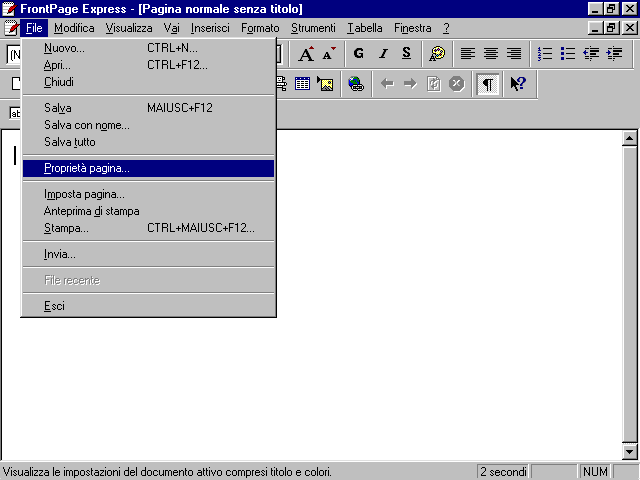 FrontPage Express - [Pagina normale senza titolo]
File Modifica Visualizza Vai Inserisci Formato Strumenti Tabella Finestra ?
Nuovo... CTRL+N...
Apri... CTRL+F12...
Chiudi
Salva MAIUSC+F12
Salva con nome...
Salva tutto
Proprietà pagina...
Imposta pagina...
Anteprima di stampa
Stampa... CTRL+MAIUSC+F12...
Invia...
File recente
Esci
Visualizza le impostazioni del documento attivo compresi titolo e colori. 2 secondi NUM